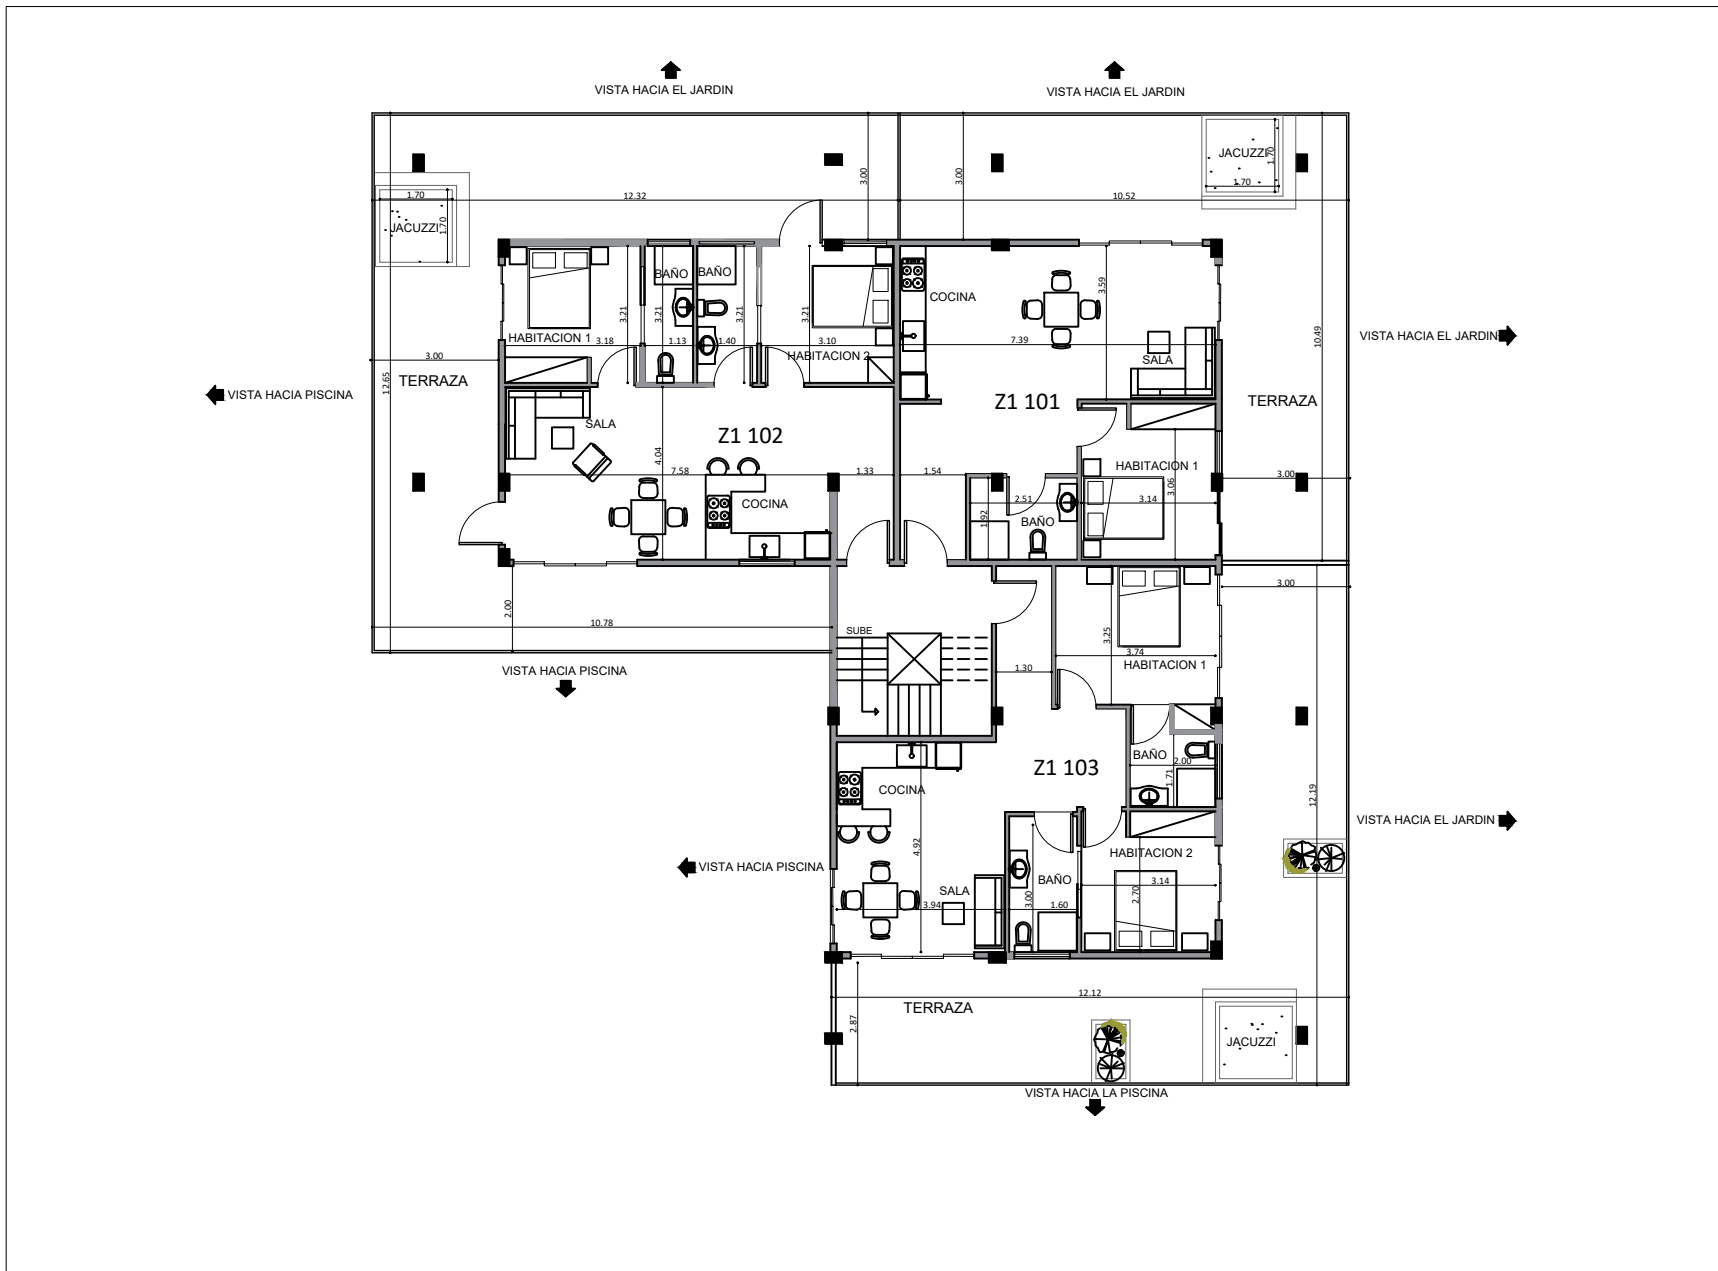 VISTA HACIA EL JARDIN
VISTA HACIA EL JARDIN
JACUZZI
1.70
1.70
3.00
3.00
1.70
12.32
10.52
1.70
JACUZZI
BAÑO
BAÑO
COCINA
3.59
3.21
3.21
3.21
3.21
HABITACION 1
3.18
1.13
1.40
3.10
7.39
10.49
VISTA HACIA EL JARDIN
3.00
HABITACION 2
SALA
12.65
TERRAZA
VISTA HACIA PISCINA
Z1 101
TERRAZA
SALA
Z1 102
4.04
7.58
1.33
1.54
HABITACION 1
3.06
3.00
COCINA
2.51
3.14
1.92
BAÑO
3.00
2.00
10.78
SUBE
3.25
3.74
HABITACION 1
1.30
VISTA HACIA PISCINA
BAÑO
2.00
1.71
Z1 103
COCINA
12.19
VISTA HACIA EL JARDIN
4.92
HABITACION 2
VISTA HACIA PISCINA
BAÑO
3.14
SALA
2.70
3.00
3.94
1.60
12.12
TERRAZA
2.87
JACUZZI
VISTA HACIA LA PISCINA